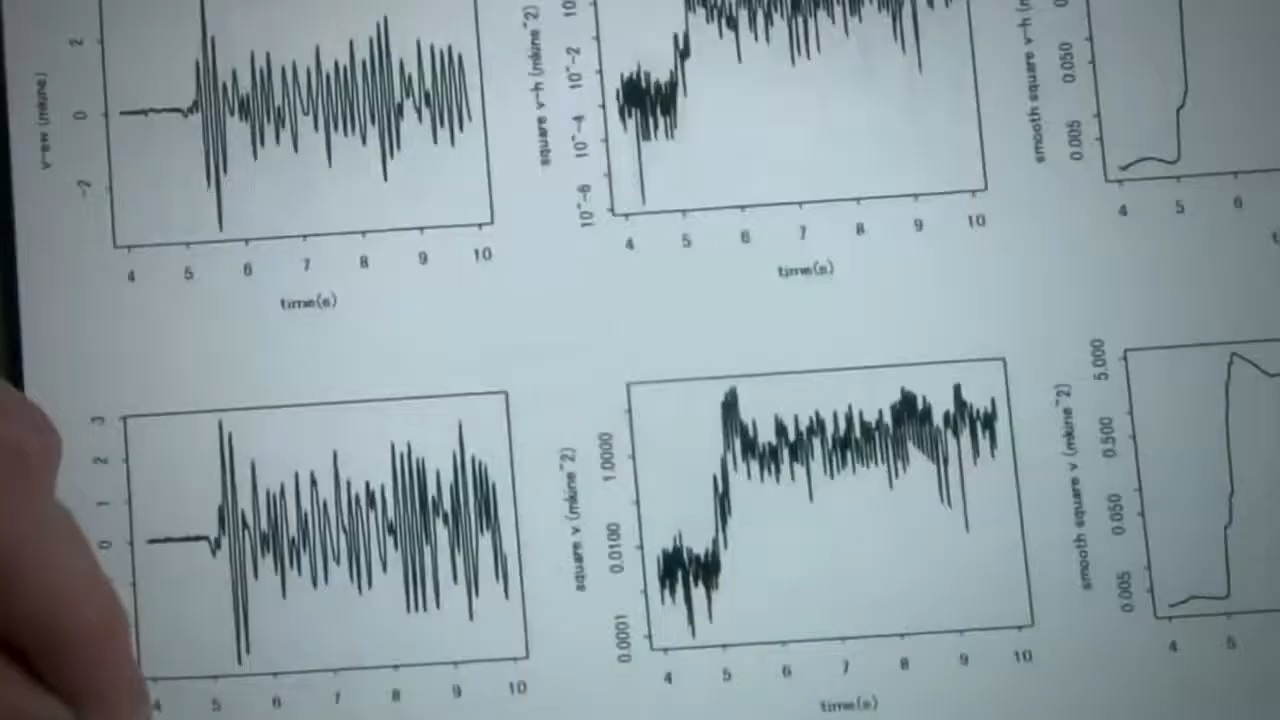 v-ew (mkine)
2
0
-2
4 5 6 7 8 9 10
time(s)
square v-h (mkine^2)
10^-2
10^-4
10^-6
4 5 6 7 8 9 10
time(s)
smooth square v-h
0.050
0.005
4 5 6
3
2
1
0
4 5 6 7 8 9 10
square v (mkine^2)
1.0000
0.0100
0.0001
4 5 6 7 8 9 10
time(s)
smooth square v (mkine^2)
5.000
0.500
0.050
0.005
4 5